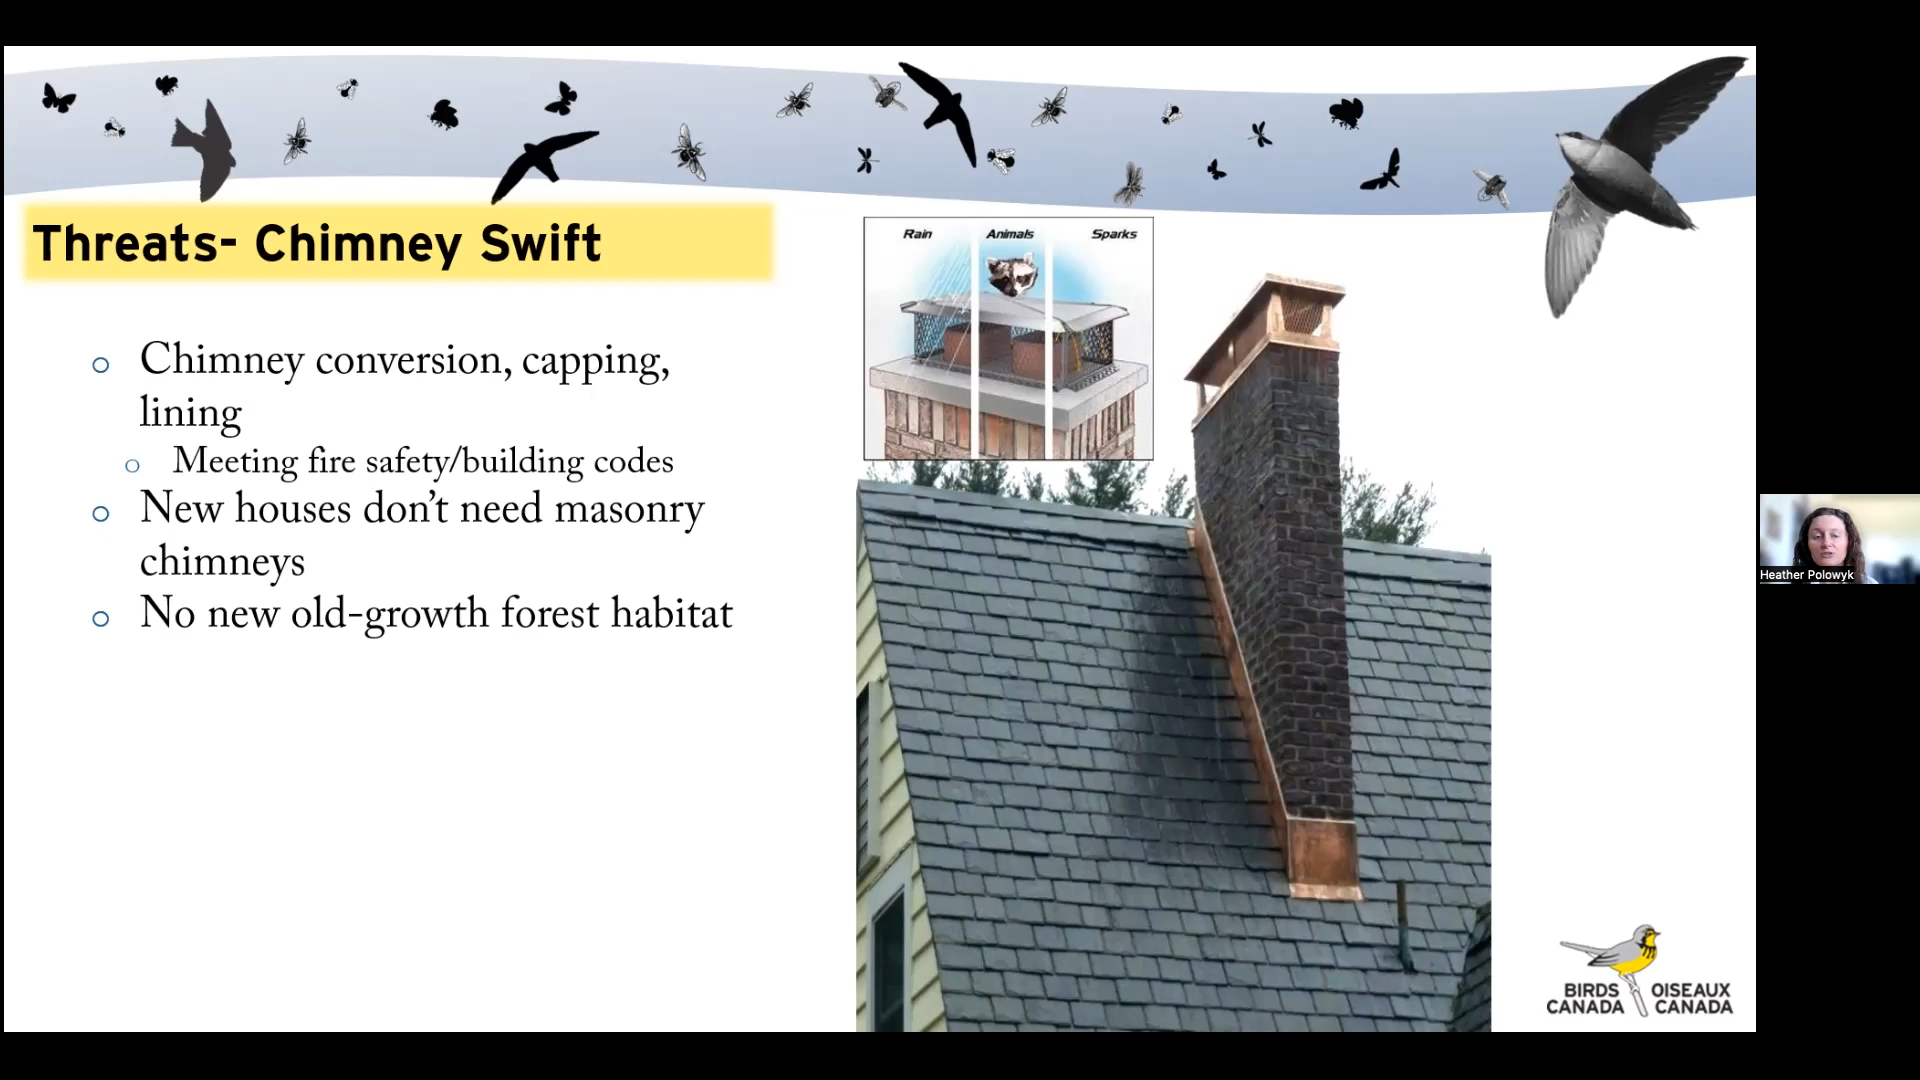 Threats- Chimney Swift
Chimney conversion, capping,
lining
Meeting fire safety/building codes
New houses don’t need masonry
chimneys
No new old-growth forest habitat
Rain Animals Sparks
Heather Polowyk
BIRDS OISEAUX
CANADA CANADA